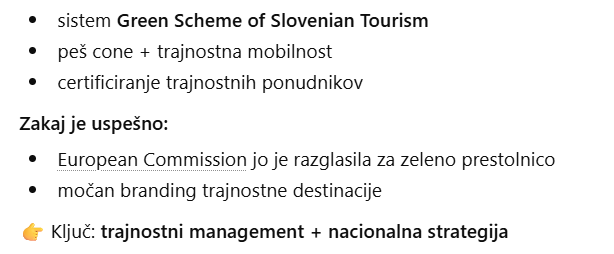 • sistem Green Scheme of Slovenian Tourism
• peš cone + trajnostna mobilnost
• certificiranje trajnostnih ponudnikov
Zakaj je uspešno:
• European Commission jo je razglasila za zeleno prestolnico
• močan branding trajnostne destinacije
👉 Ključ: trajnostni management + nacionalna strategija